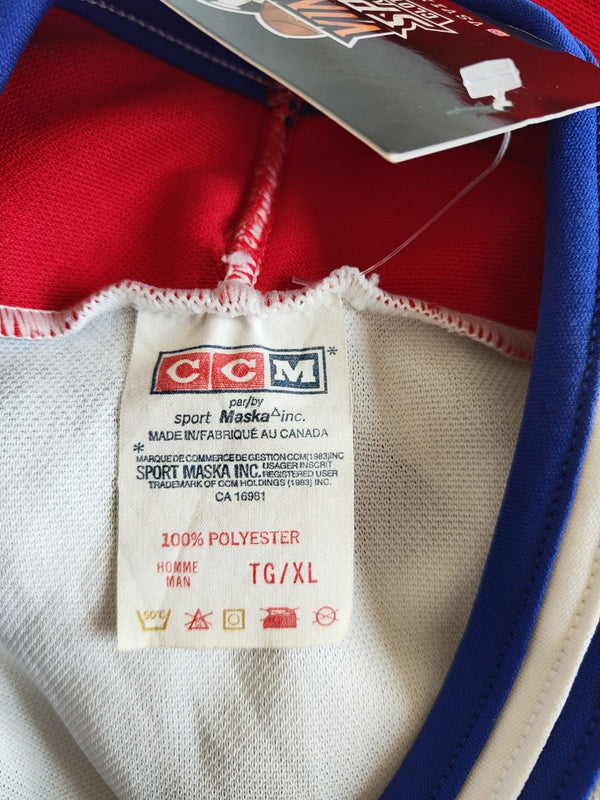 CCM*
par/by
sport Maska inc.
MADE IN/FABRIQUÉ AU CANADA
*
MARQUE DE COMMERCE DE GESTION CCM (1983) INC
SPORT MASKA INC. USAGER INSCRIT
REGISTERED USER
TRADEMARK OF CCM HOLDINGS (1983) INC.
CA 16981
100% POLYESTER
HOMME
MAN
TG/XL
50°C